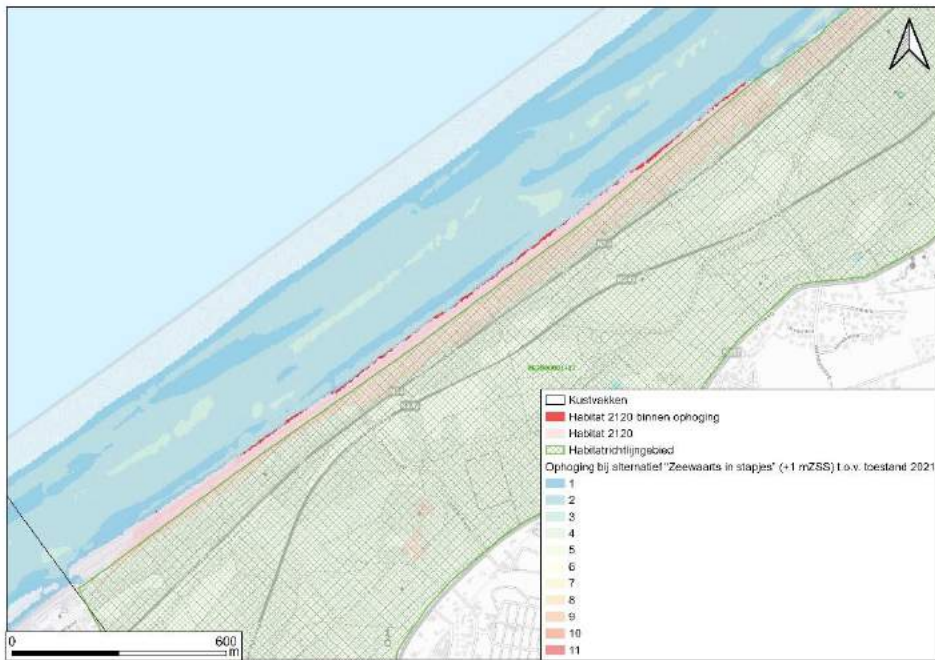 Kustvakken
Habitat 2120 binnen ophoging
Habitat 2120
Habitatrichtlijngebied
Ophoging bij alternatief "Zeewaarts in stapjes" (+1 mZSS) t.o.v. toestand 2021
1
2
3
4
5
6
7
8
9
10
11
0 600
m